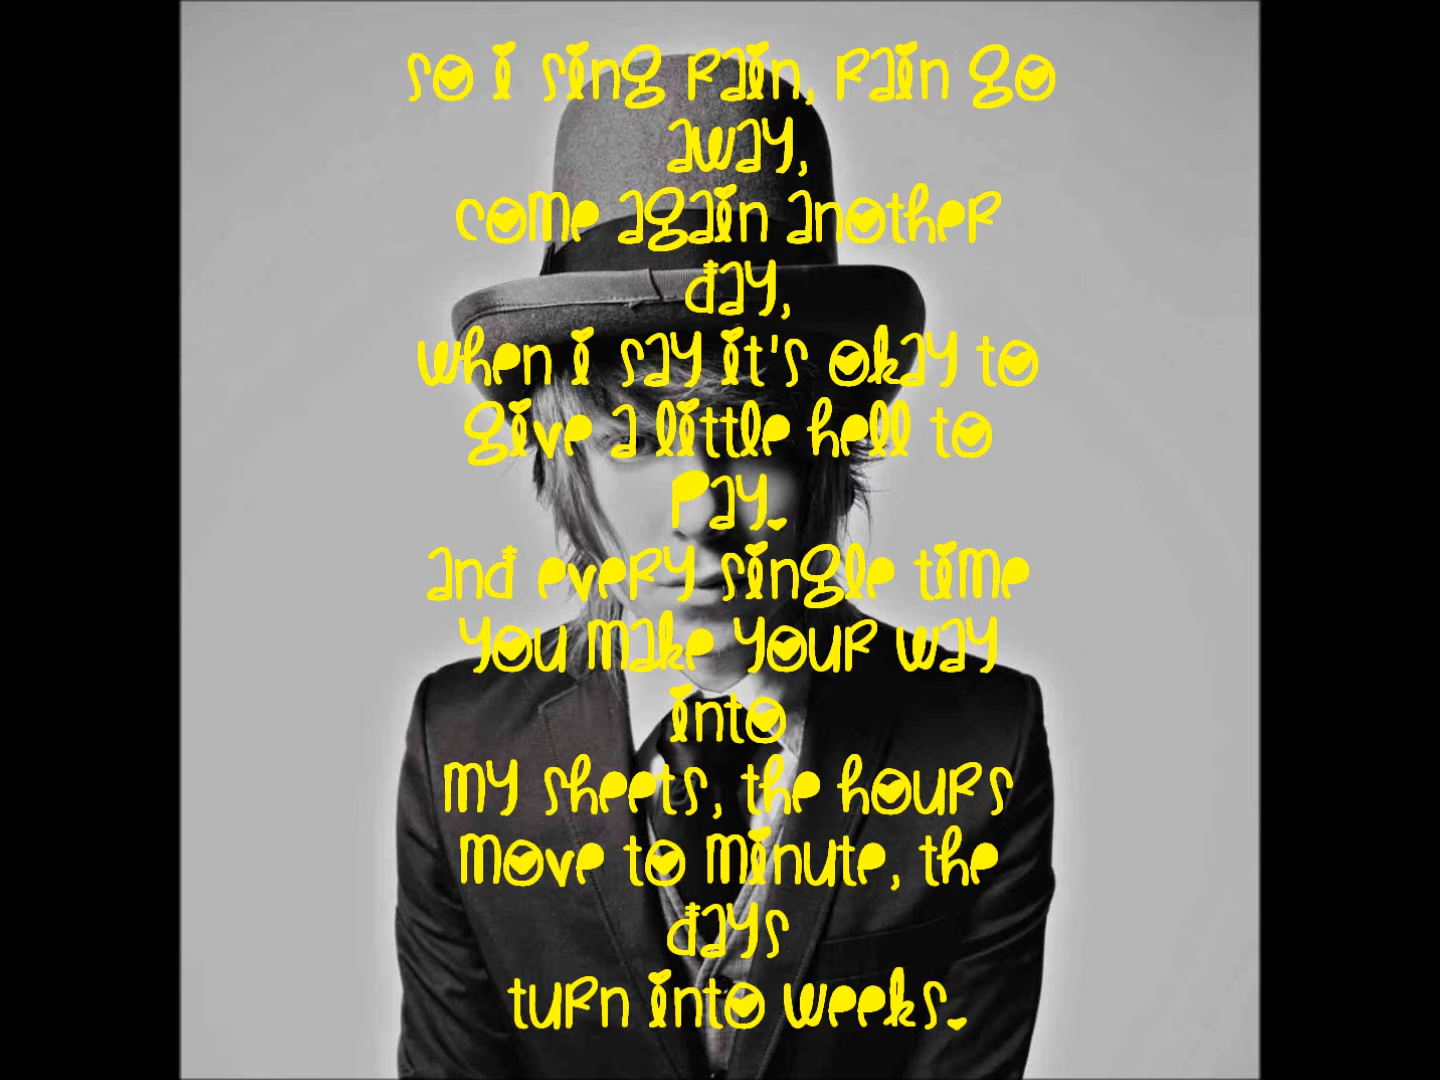 so i sing rain, rain go
away,
come again another
day,
when i say it's okay to
give a little hell to
pay.
and every single time
you make your way
into
my sheets, the hours
move to minute, the
days
turn into weeks.